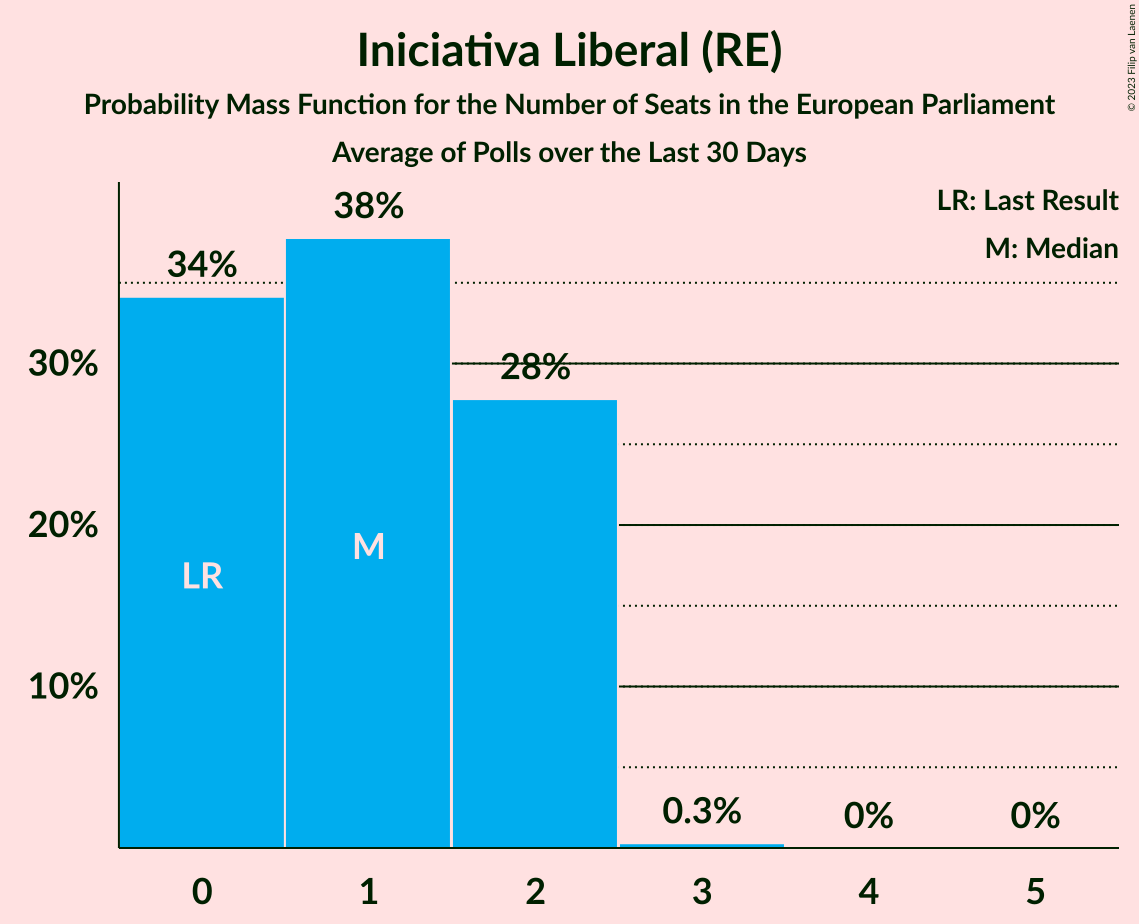 Iniciativa Liberal (RE)
Probability Mass Function for the Number of Seats in the European Parliament
Average of Polls over the Last 30 Days
© 2023 Filip van Laenen
LR: Last Result
M: Median
38%
34%
28%
0.3%
0%
0%
30%
20%
10%
LR
M
0
1
2
3
4
5